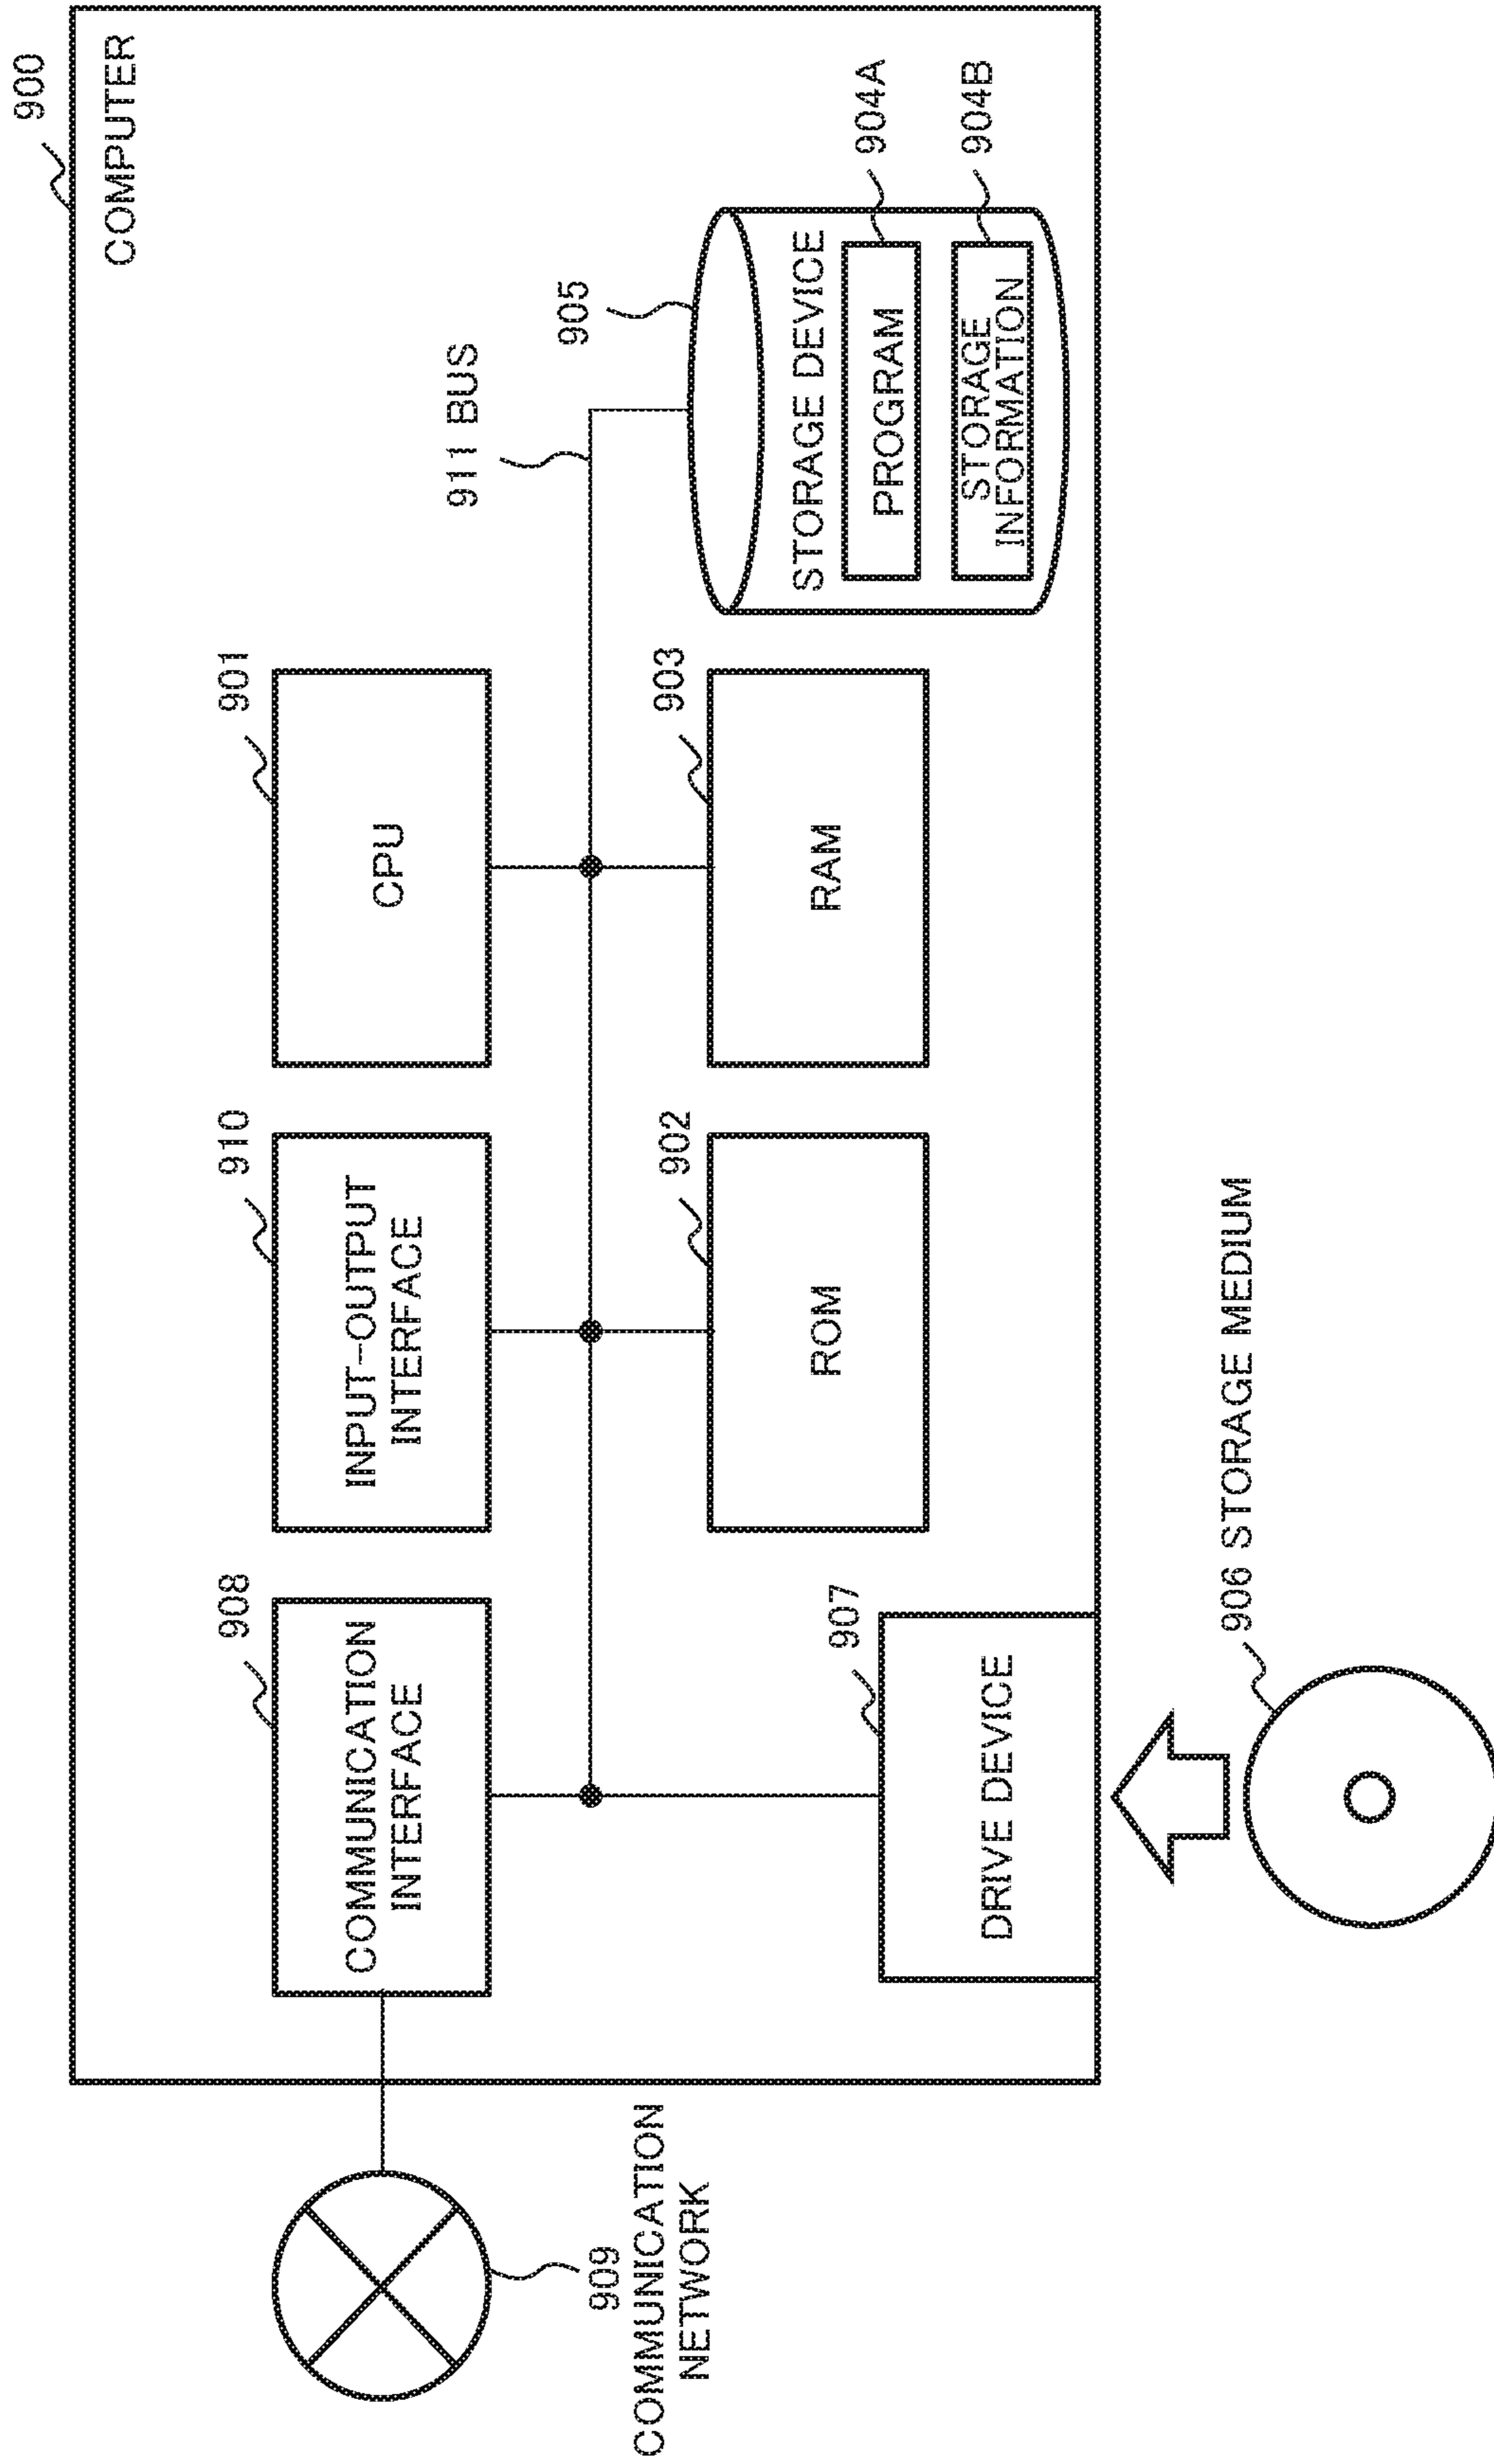 900
COMPUTER
908
COMMUNICATION
INTERFACE
910
INPUT-OUTPUT
INTERFACE
901
CPU
911 BUS
909
COMMUNICATION
NETWORK
905
STORAGE DEVICE
PROGRAM
904A
STORAGE
INFORMATION
904B
907
DRIVE DEVICE
902
ROM
903
RAM
906 STORAGE MEDIUM